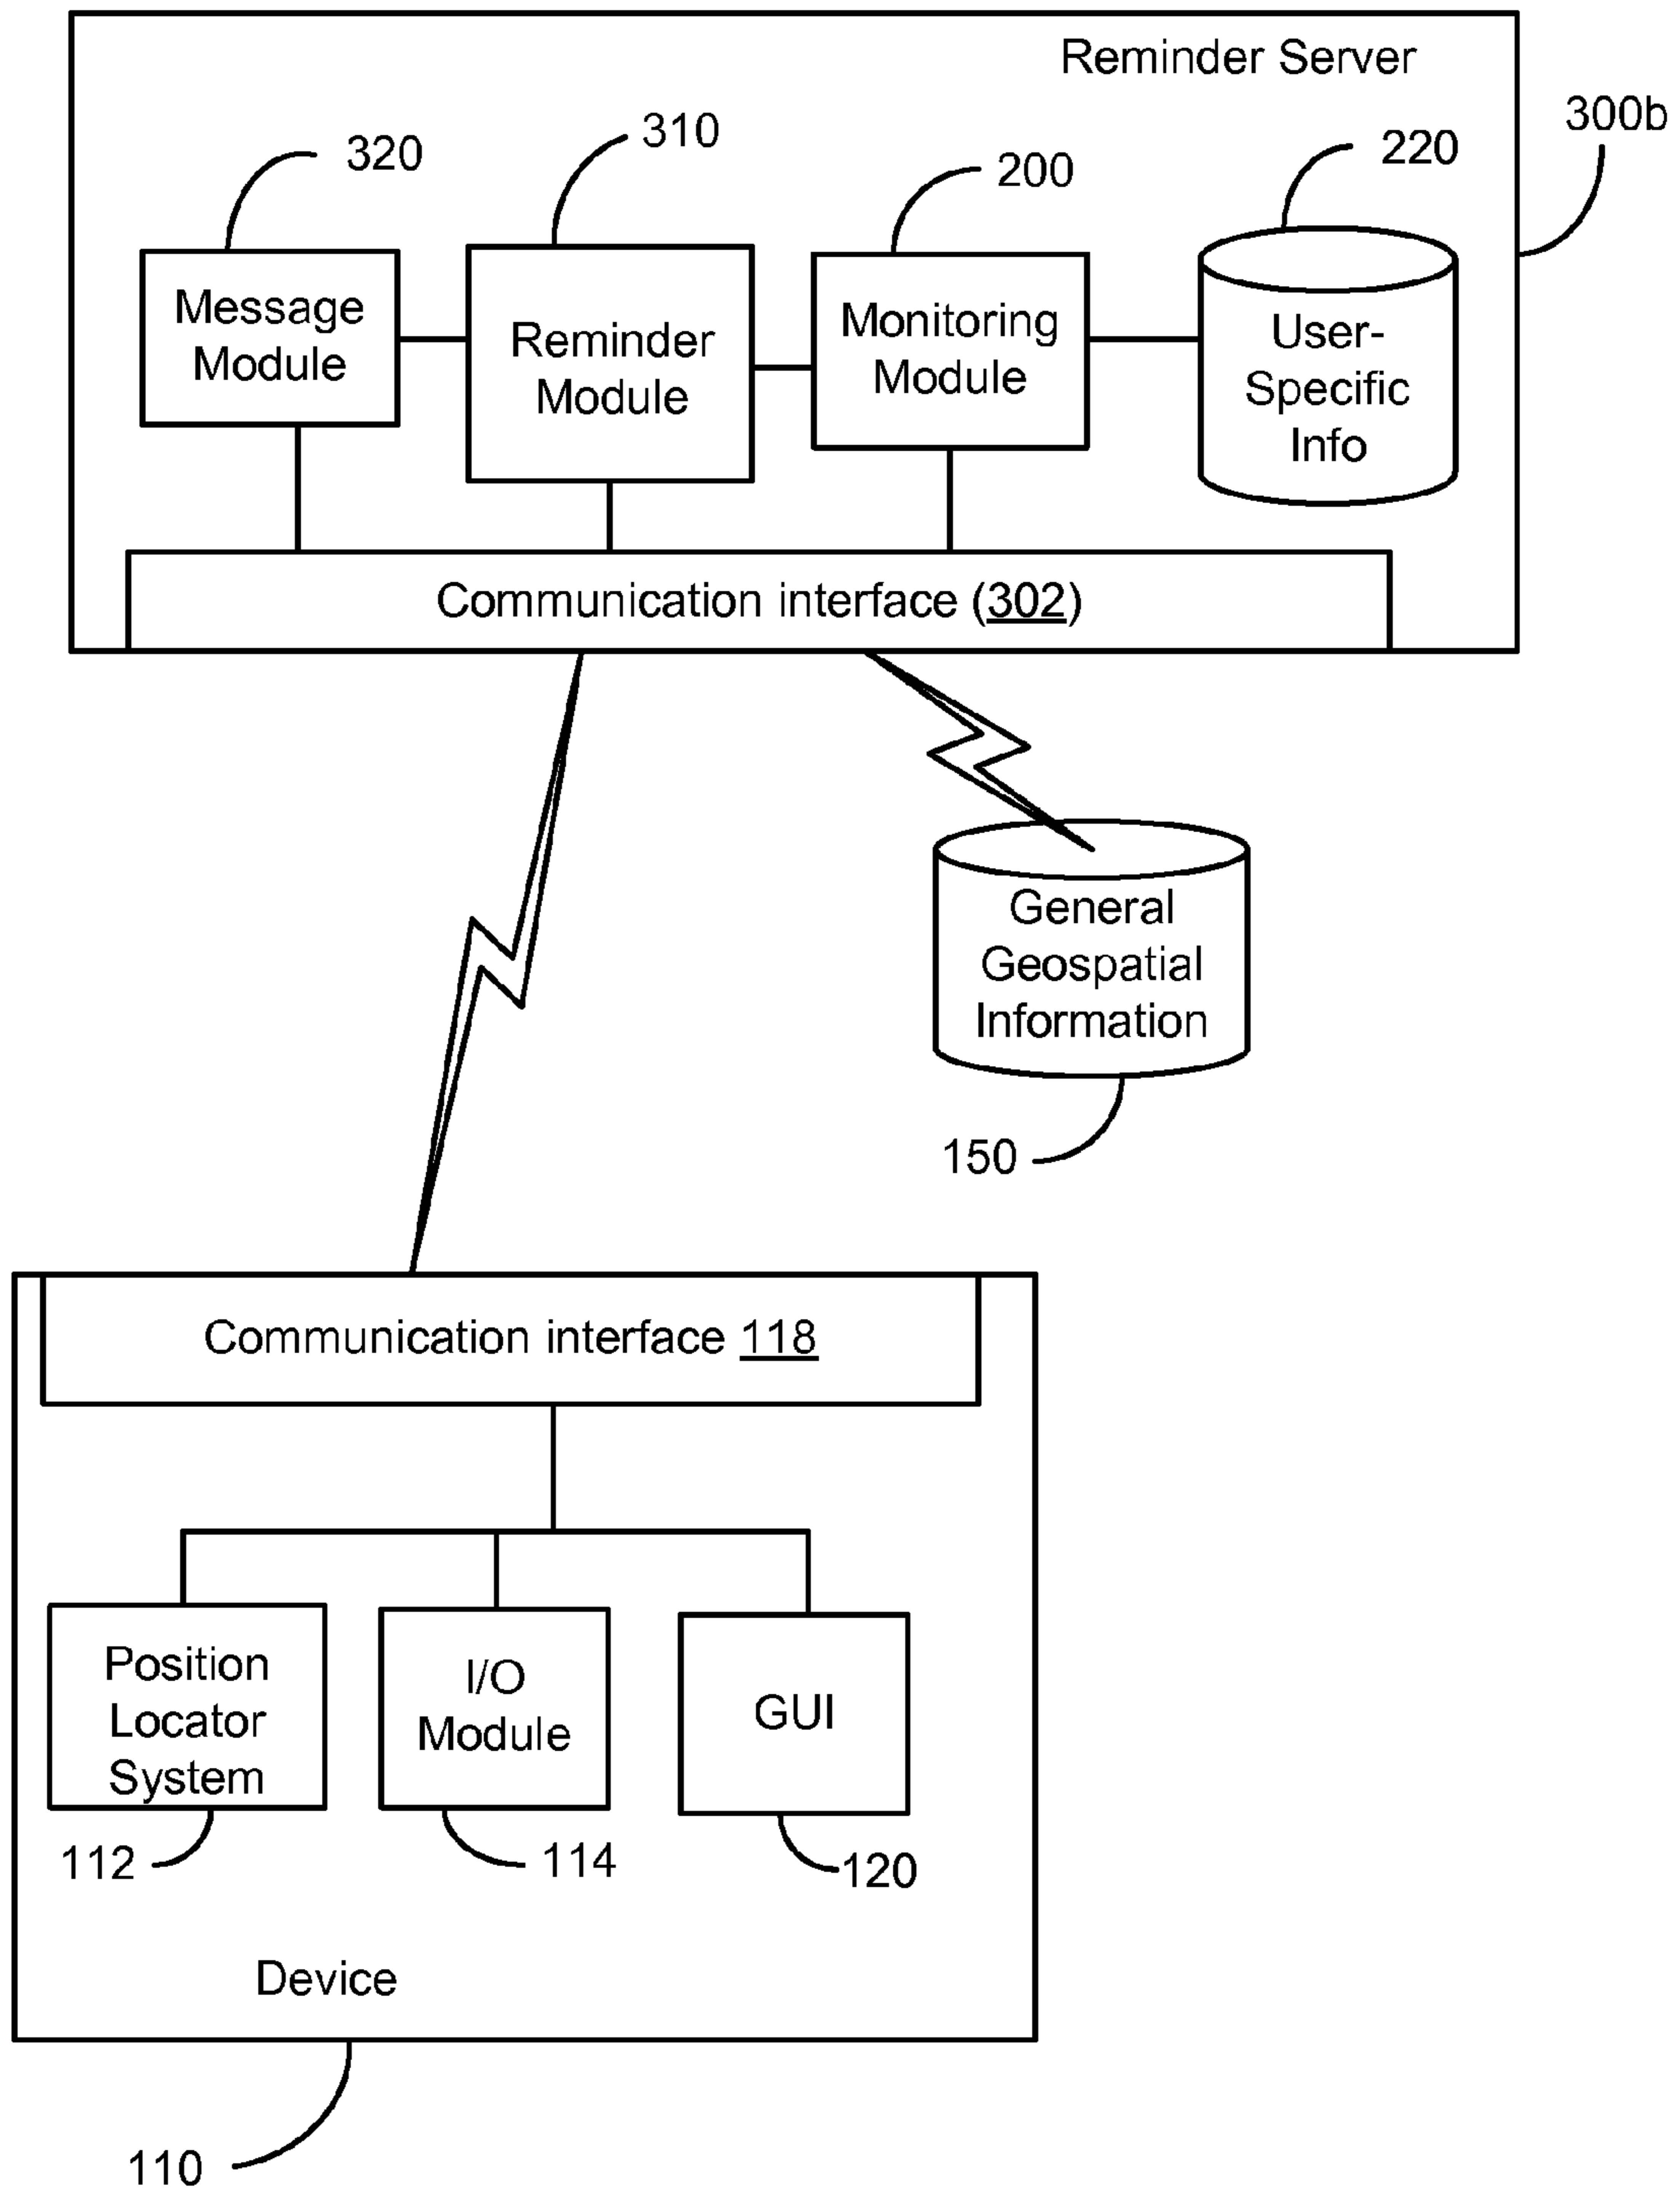 Reminder Server
300b
320
310
200
220
Message
Module
Reminder
Module
Monitoring
Module
User-
Specific
Info
Communication interface (302)
General
Geospatial
Information
150
Communication interface 118
Position
Locator
System
I/O
Module
GUI
112
114
120
Device
110